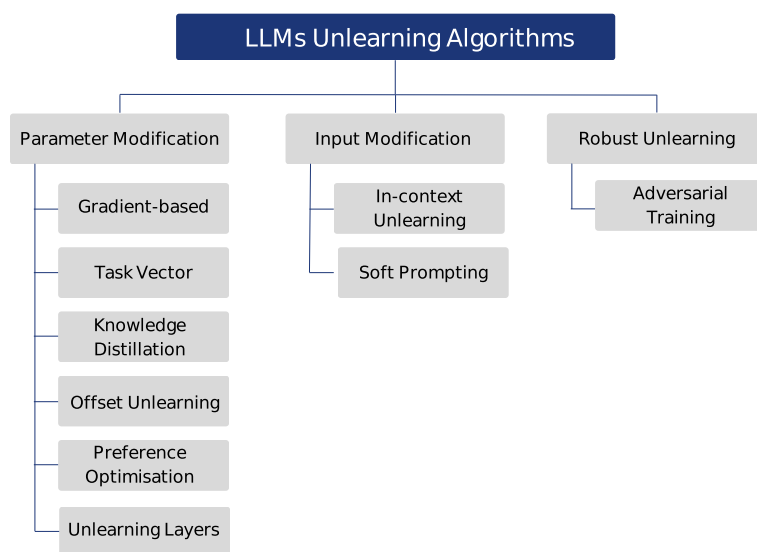 LLMs Unlearning Algorithms
Parameter Modification
Gradient-based
Task Vector
Knowledge
Distillation
Offset Unlearning
Preference
Optimisation
Unlearning Layers
Input Modification
In-context
Unlearning
Soft Prompting
Robust Unlearning
Adversarial
Training